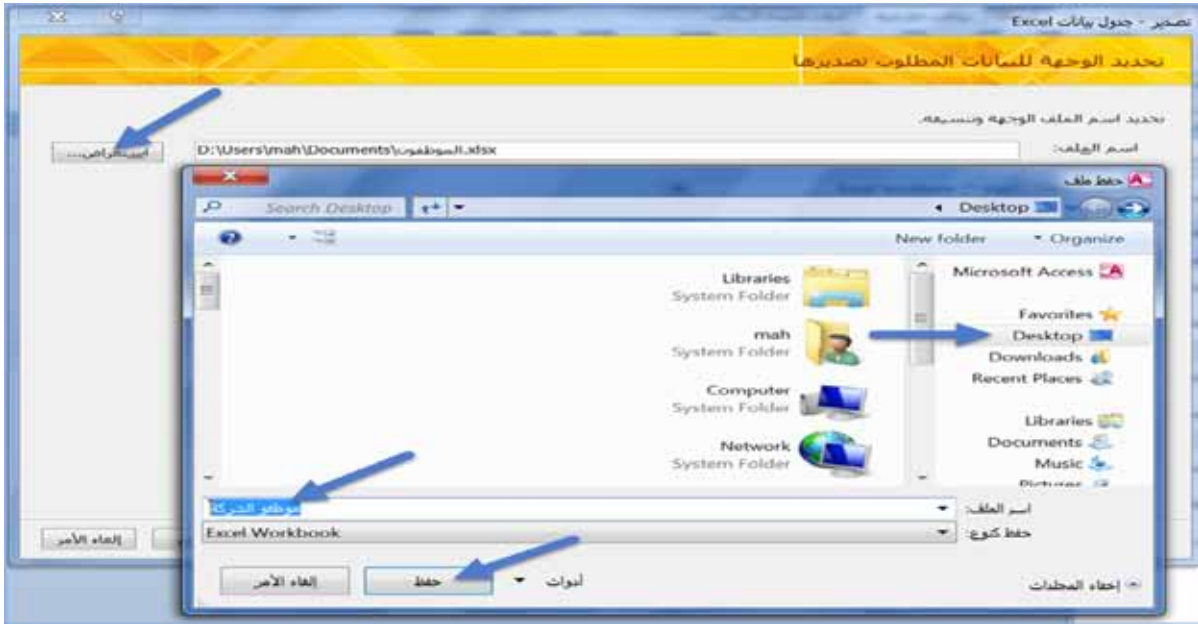 تصدير - جدول بيانات Excel
تحديد الوجهة للبيانات المطلوب تصديرها
تحديد اسم الملف الوجهة وتنسيقه.
اسم الملف:
D:\Users\mah\Documents\الموظفون.xlsx
حفظ ملف
Desktop
Search Desktop
Organize
New folder
Microsoft Access
Favorites
Desktop
Downloads
Recent Places
Libraries
Documents
Music
Pictures
Libraries
System Folder
mah
System Folder
Computer
System Folder
Network
System Folder
اسم الملف:
موظفو الشركة
حفظ كنوع:
Excel Workbook
إخفاء المجلدات
أدوات
حفظ
إلغاء الأمر
إلغاء الأمر